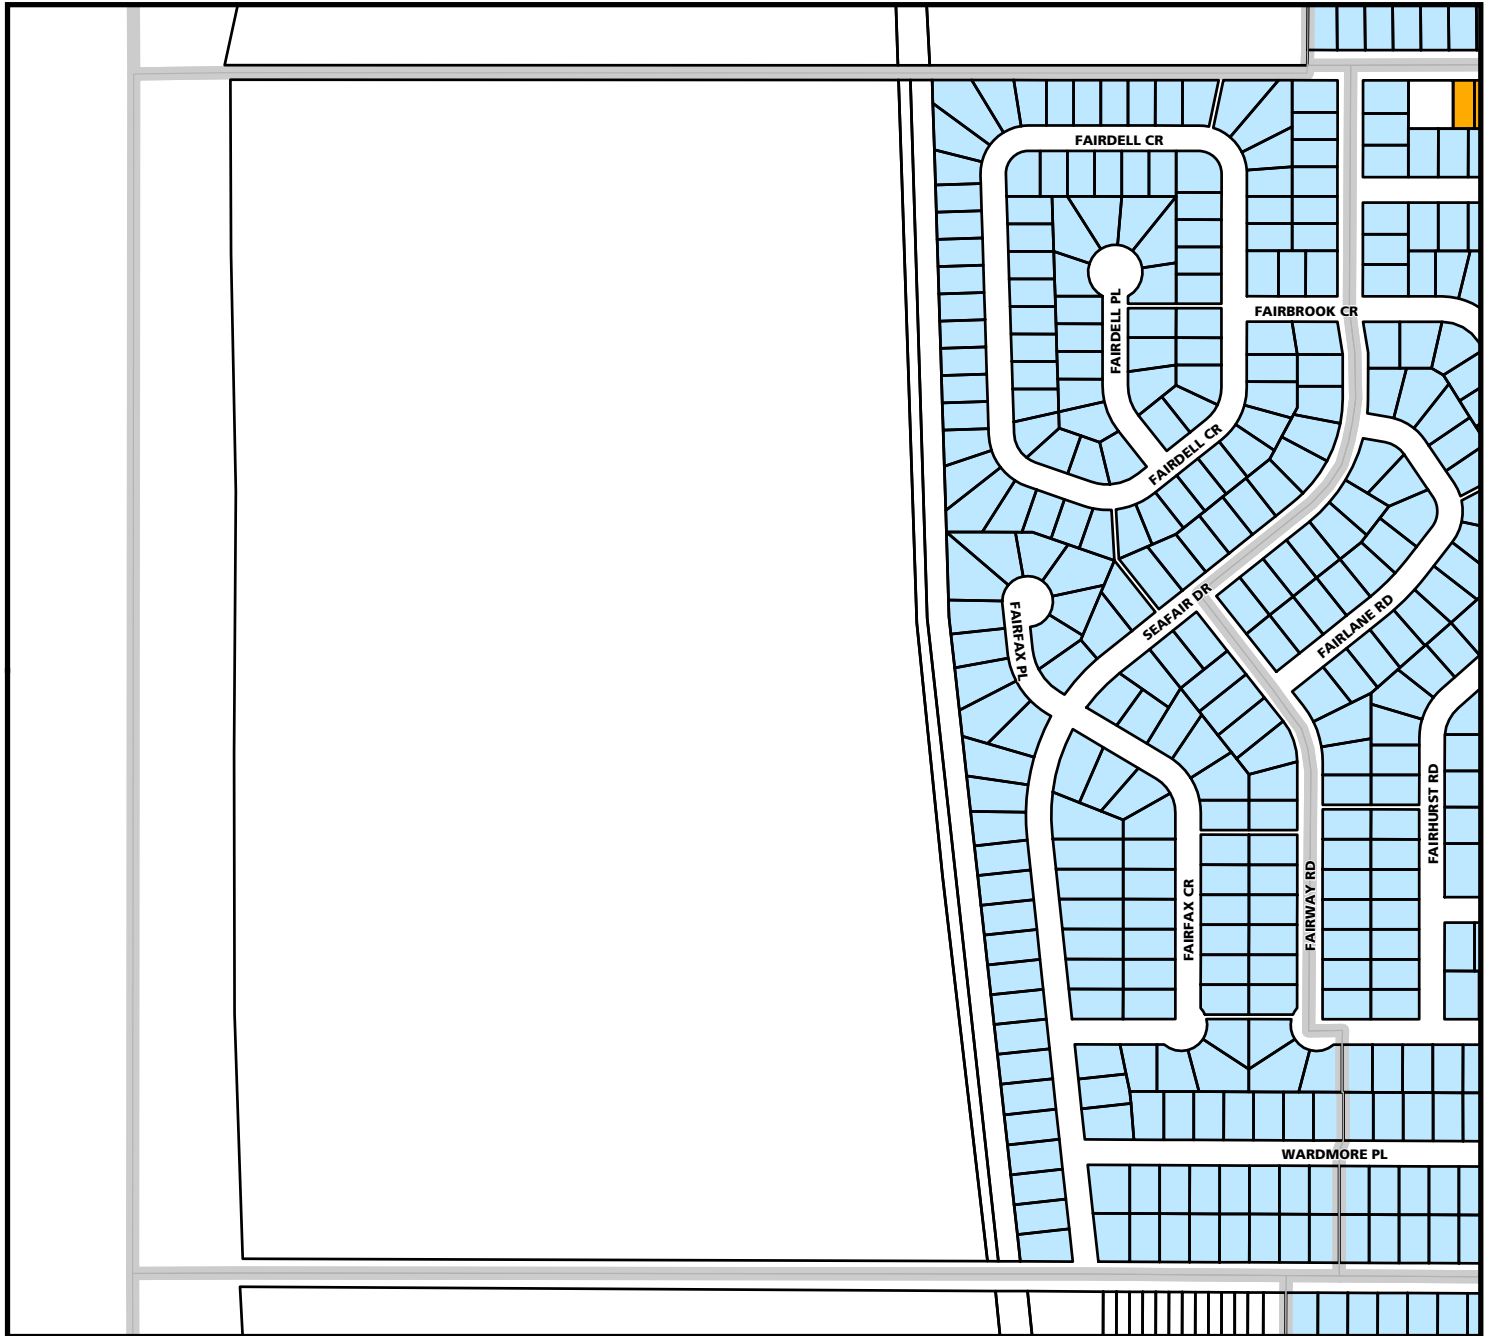 FAIRDELL CR
FAIRDELL PL
FAIRBROOK CR
FAIRDELL CR
SEAFAIR DR
FAIRFAX PL
FAIRLANE RD
FAIRHURST RD
FAIRFAX CR
FAIRWAY RD
WARDMORE PL